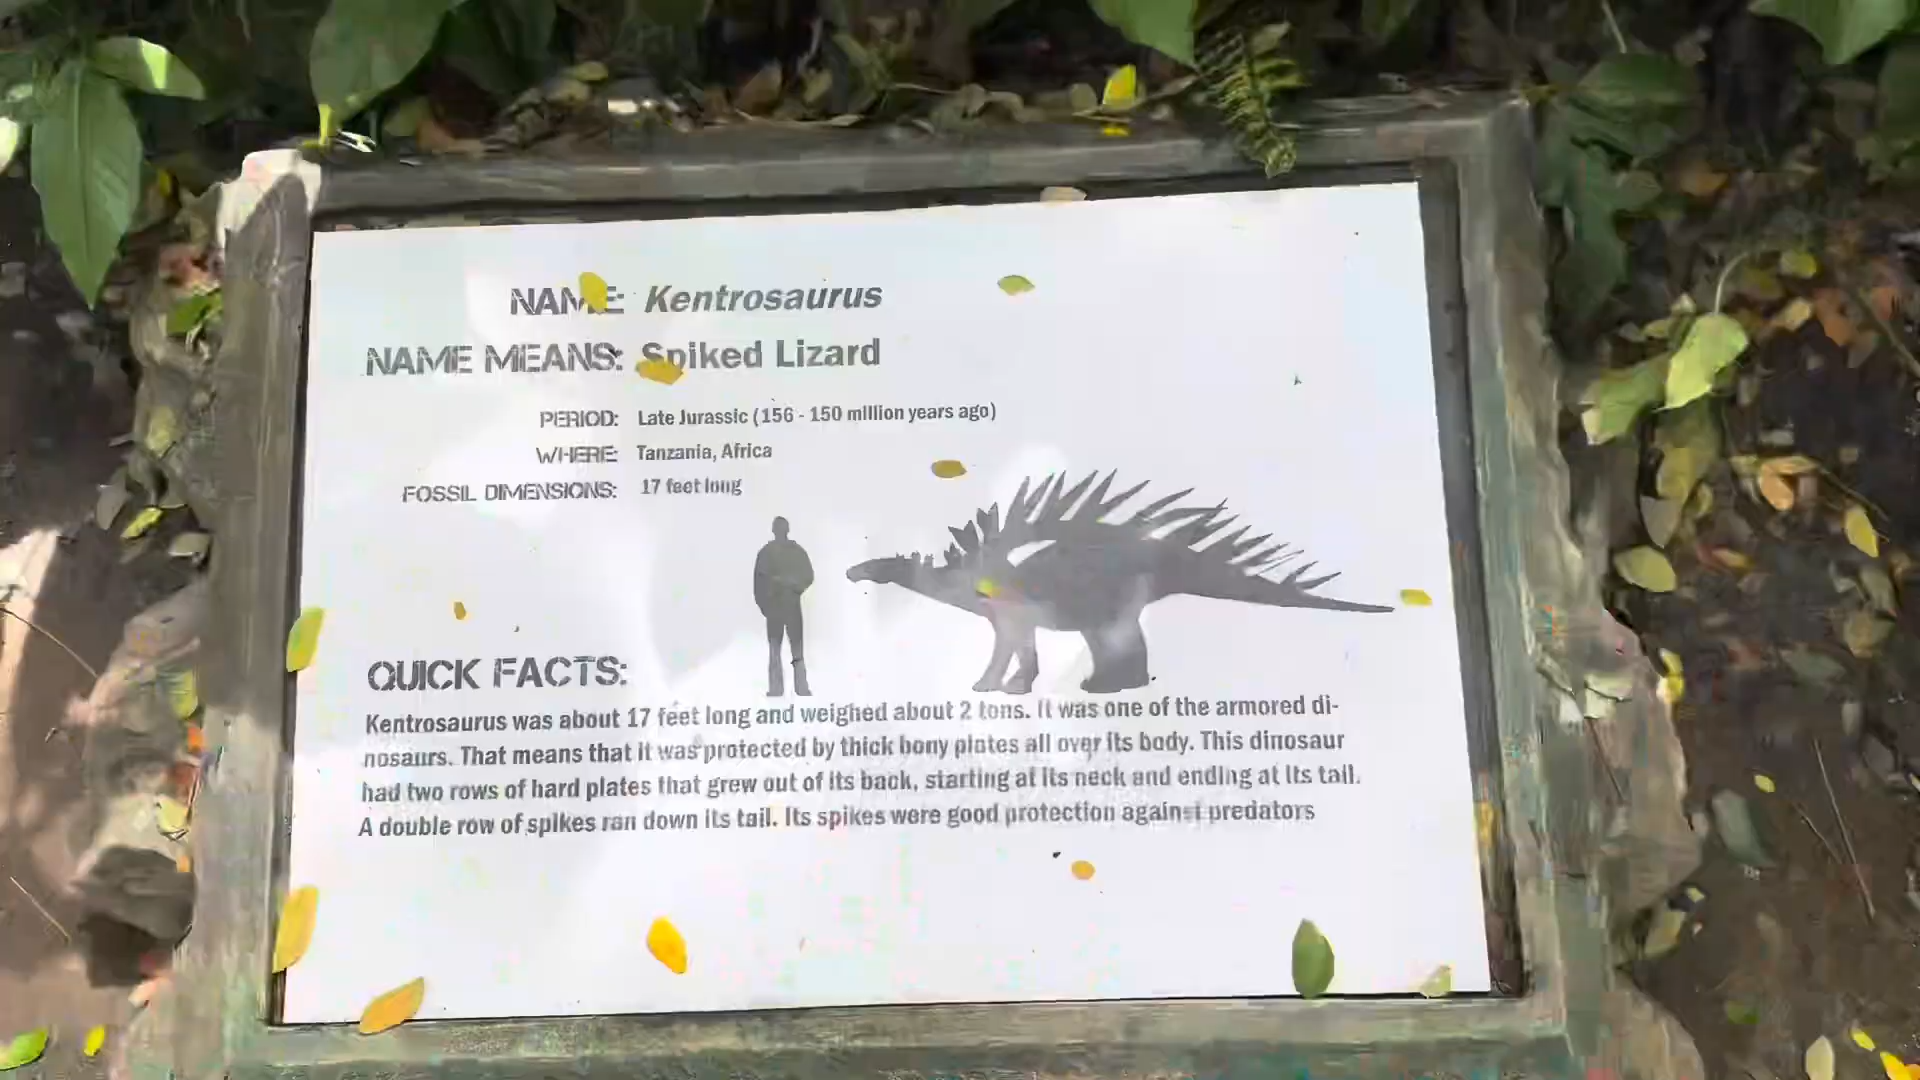 NAME: Kentrosaurus
NAME MEANS: Spiked Lizard
PERIOD: Late Jurassic (156 - 150 million years ago)
WHERE: Tanzania, Africa
FOSSIL DIMENSIONS: 17 feet long
QUICK FACTS:
Kentrosaurus was about 17 feet long and weighed about 2 tons. It was one of the armored di-
nosaurs. That means that it was protected by thick bony plates all over its body. This dinosaur
had two rows of hard plates that grew out of its back, starting at its neck and ending at its tail.
A double row of spikes ran down its tail. Its spikes were good protection against predators